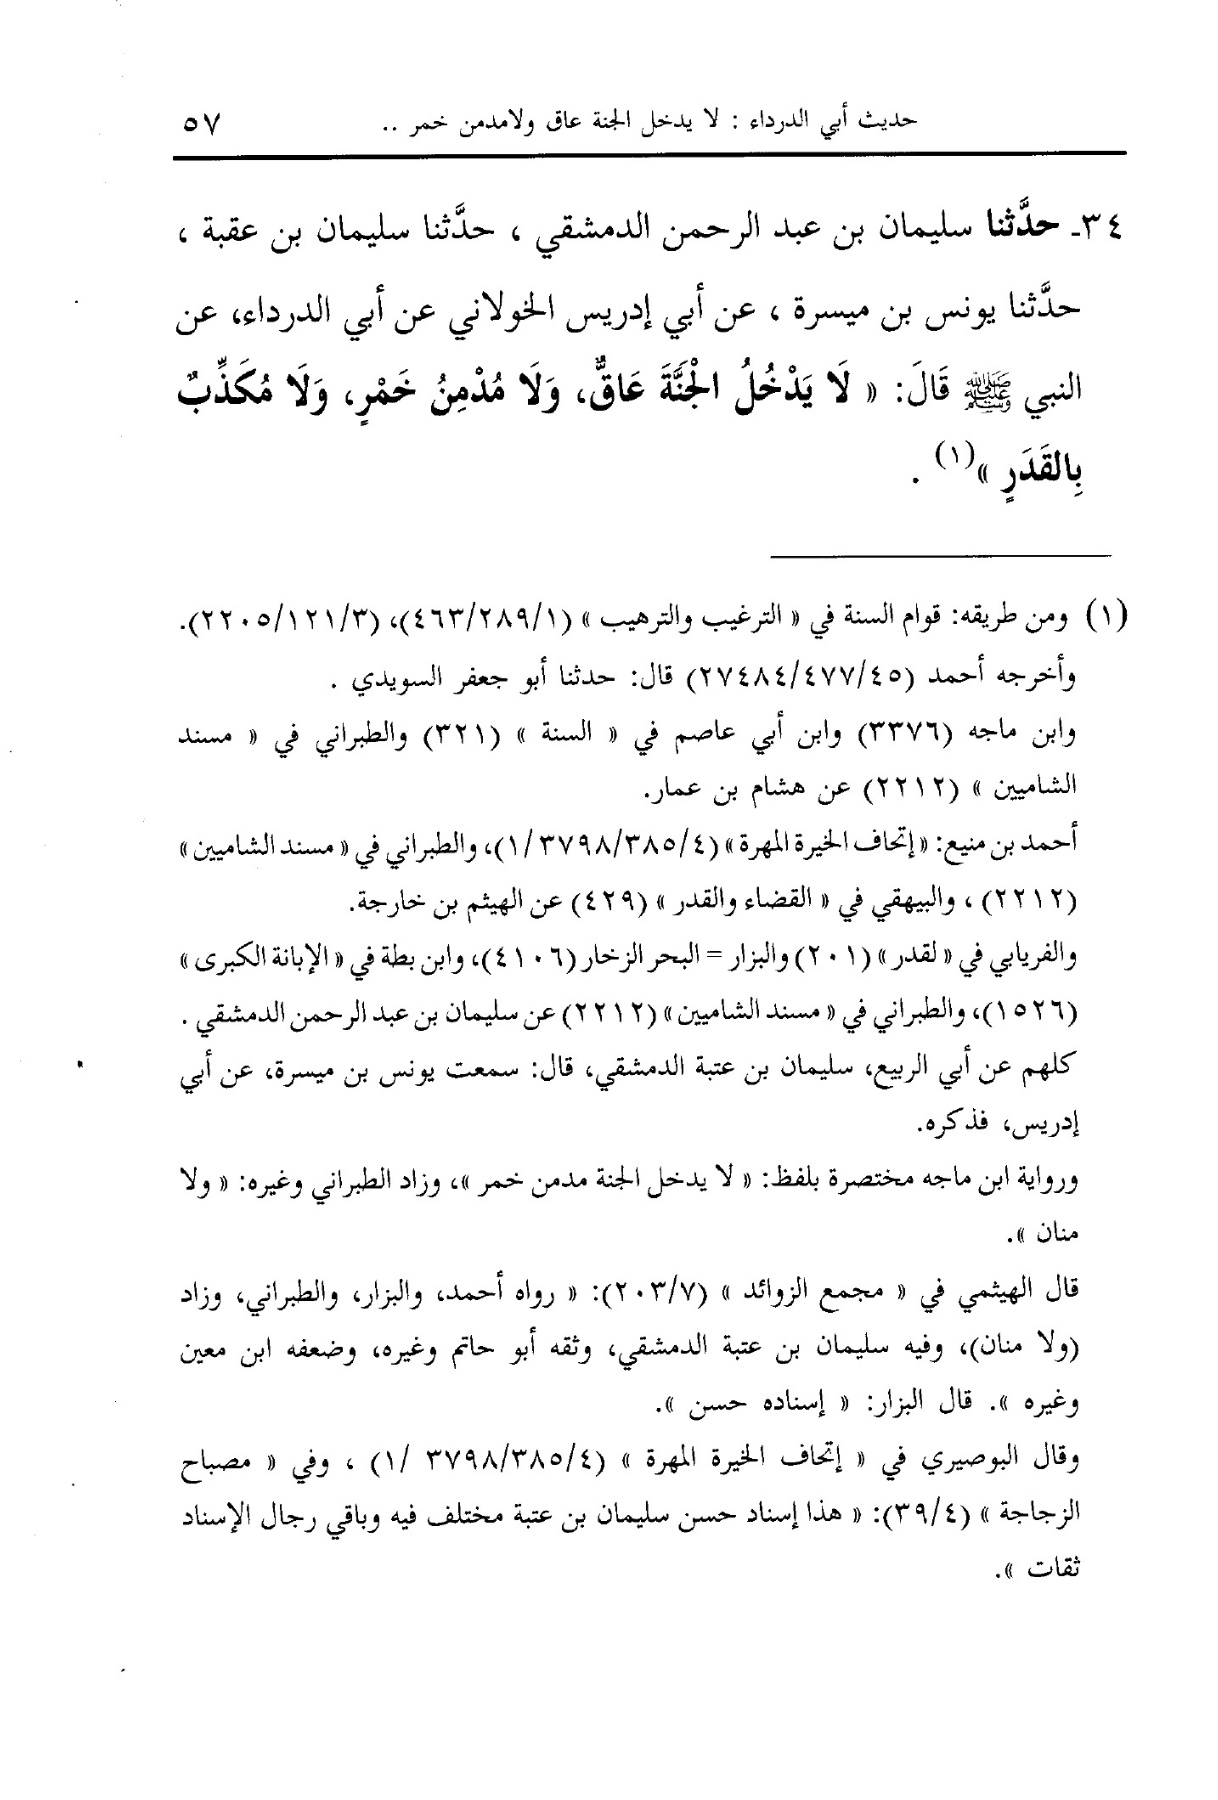 حديث أبي الدرداء : لا يدخل الجنة عاق ولامدمن خمر .. ٥٧
٣٤ـ حدَّثنا سليمان بن عبد الرحمن الدمشقي ، حدَّثنا سليمان بن عقبة ،
حدَّثنا يونس بن ميسرة ، عن أبي إدريس الخولاني عن أبي الدرداء، عن
النبي ﷺ قَالَ: « لَا يَدْخُلُ الْجَنَّةَ عَاقٌّ، وَلَا مُدْمِنُ خَمْرٍ، وَلَا مُكَذِّبٌ
بِالقَدَرِ »(١) .
(١) ومن طريقه: قوام السنة في « الترغيب والترهيب » (٤٦٣/٢٨٩/١)، (٢٢٠٥/١٢١/٣).
وأخرجه أحمد (٢٧٤٨٤/٤٧٧/٤٥) قال: حدثنا أبو جعفر السويدي .
وابن ماجه (٣٣٧٦) وابن أبي عاصم في « السنة » (٣٢١) والطبراني في « مسند
الشاميين » (٢٢١٢) عن هشام بن عمار.
أحمد بن منيع: «إتحاف الخيرة المهرة» (١/٣٧٩٨/٣٨٥/٤)، والطبراني في « مسند الشاميين »
(٢٢١٢) ، والبيهقي في « القضاء والقدر » (٤٢٩) عن الهيثم بن خارجة.
والفريابي في « لقدر » (٢٠١) والبزار = البحر الزخار (٤١٠٦)، وابن بطة في « الإبانة الكبرى »
(١٥٢٦)، والطبراني في « مسند الشاميين » (٢٢١٢) عن سليمان بن عبد الرحمن الدمشقي .
كلهم عن أبي الربيع، سليمان بن عتبة الدمشقي، قال: سمعت يونس بن ميسرة، عن أبي
إدريس، فذكره.
ورواية ابن ماجه مختصرة بلفظ: « لا يدخل الجنة مدمن خمر »، وزاد الطبراني وغيره: « ولا
منان ».
قال الهيثمي في « مجمع الزوائد » (٢٠٣/٧): « رواه أحمد، والبزار، والطبراني، وزاد
(ولا منان)، وفيه سليمان بن عتبة الدمشقي، وثقه أبو حاتم وغيره، وضعفه ابن معين
وغيره ». قال البزار: « إسناده حسن ».
وقال البوصيري في « إتحاف الخيرة المهرة » (٣٧٩٨/٣٨٥/٤ /١) ، وفي « مصباح
الزجاجة » (٣٩/٤): « هذا إسناد حسن سليمان بن عتبة مختلف فيه وباقي رجال الإسناد
ثقات ».